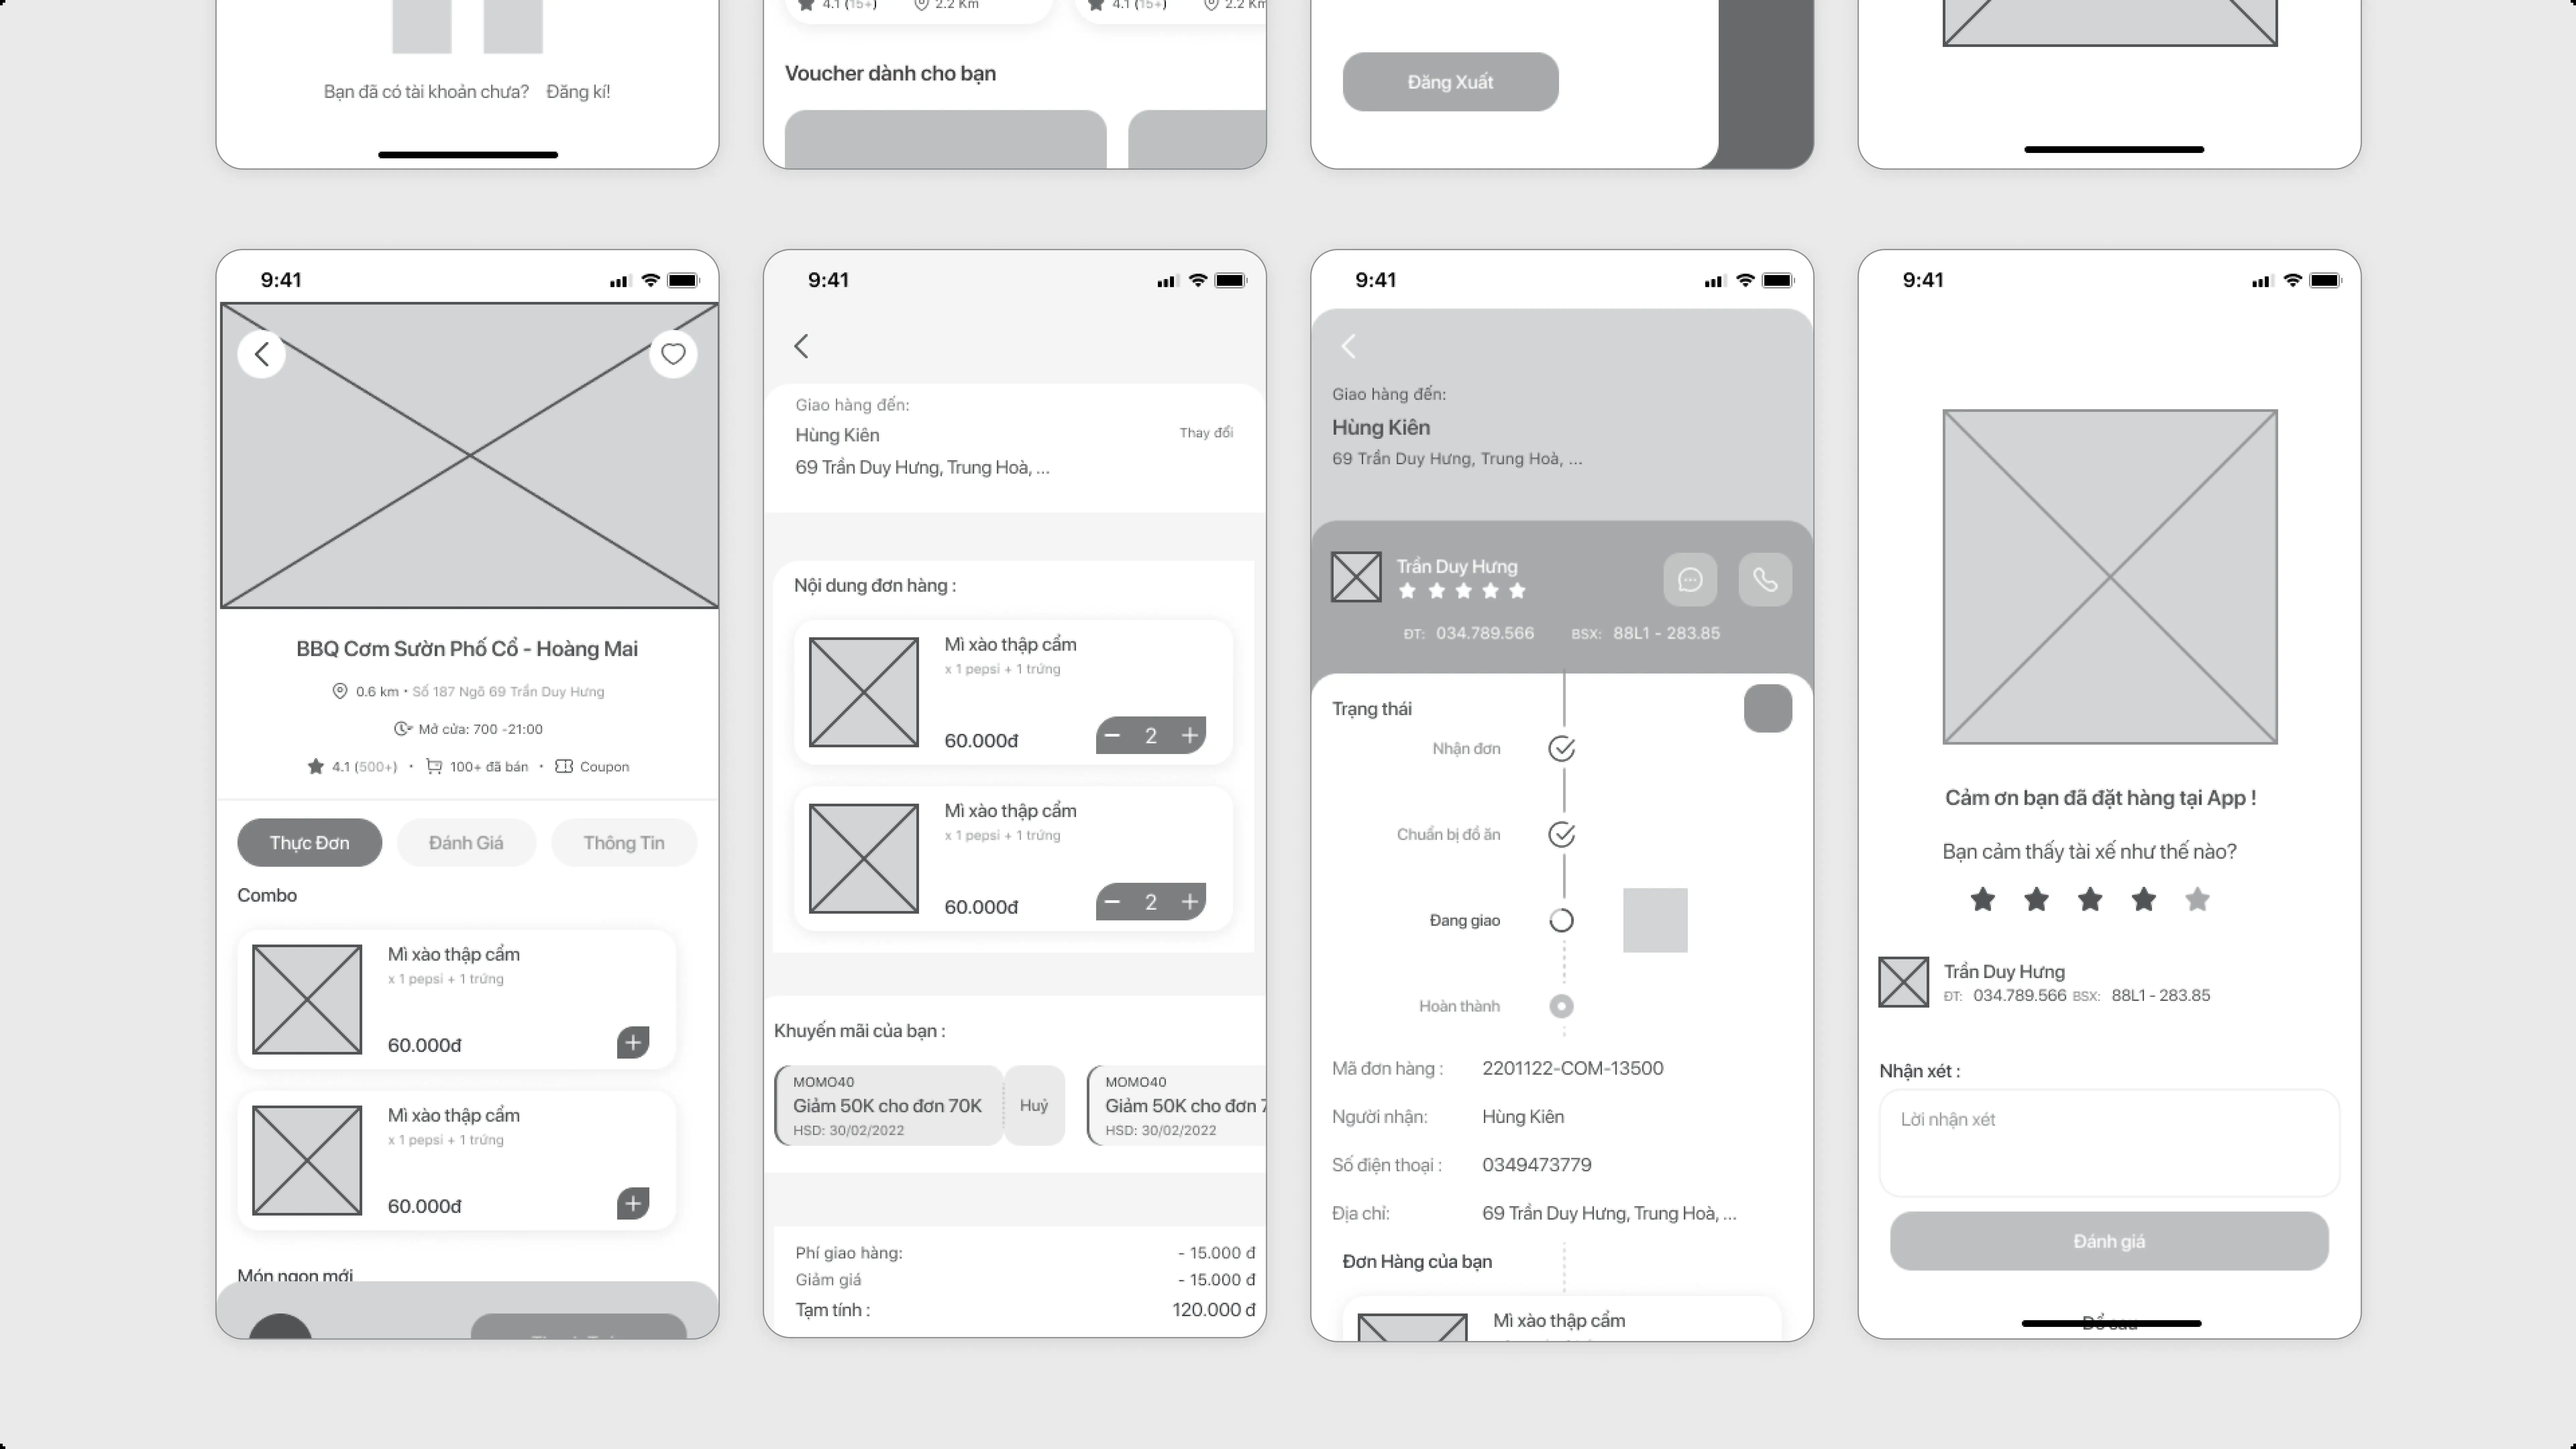 Bạn đã có tài khoản chưa? Đăng kí!
4.1 (15+) 2.2 Km
4.1 (15+) 2.2 Km
Voucher dành cho bạn
Đăng Xuất
9:41
BBQ Cơm Sườn Phố Cổ - Hoàng Mai
0.6 km • Số 187 Ngõ 69 Trần Duy Hưng
Mở cửa: 700 -21:00
4.1 (500+) • 100+ đã bán • Coupon
Thực Đơn
Đánh Giá
Thông Tin
Combo
Mì xào thập cẩm
x 1 pepsi + 1 trứng
60.000đ
Mì xào thập cẩm
x 1 pepsi + 1 trứng
60.000đ
Món ngon mới
9:41
Giao hàng đến:
Hùng Kiên
Thay đổi
69 Trần Duy Hưng, Trung Hoà, ...
Nội dung đơn hàng :
Mì xào thập cẩm
x 1 pepsi + 1 trứng
60.000đ
2
Mì xào thập cẩm
x 1 pepsi + 1 trứng
60.000đ
2
Khuyến mãi của bạn :
MOMO40
Giảm 50K cho đơn 70K
HSD: 30/02/2022
Huỷ
MOMO40
Giảm 50K cho đơn 7
HSD: 30/02/2022
Phí giao hàng: - 15.000 đ
Giảm giá - 15.000 đ
Tạm tính : 120.000 đ
9:41
Giao hàng đến:
Hùng Kiên
69 Trần Duy Hưng, Trung Hoà, ...
Trần Duy Hưng
ĐT: 034.789.566 BSX: 88L1 - 283.85
Trạng thái
Nhận đơn
Chuẩn bị đồ ăn
Đang giao
Hoàn thành
Mã đơn hàng : 2201122-COM-13500
Người nhận: Hùng Kiên
Số điện thoại : 0349473779
Địa chỉ: 69 Trần Duy Hưng, Trung Hoà, ...
Đơn Hàng của bạn
Mì xào thập cẩm
9:41
Cảm ơn bạn đã đặt hàng tại App !
Bạn cảm thấy tài xế như thế nào?
Trần Duy Hưng
ĐT: 034.789.566 BSX: 88L1 - 283.85
Nhận xét :
Lời nhận xét
Đánh giá